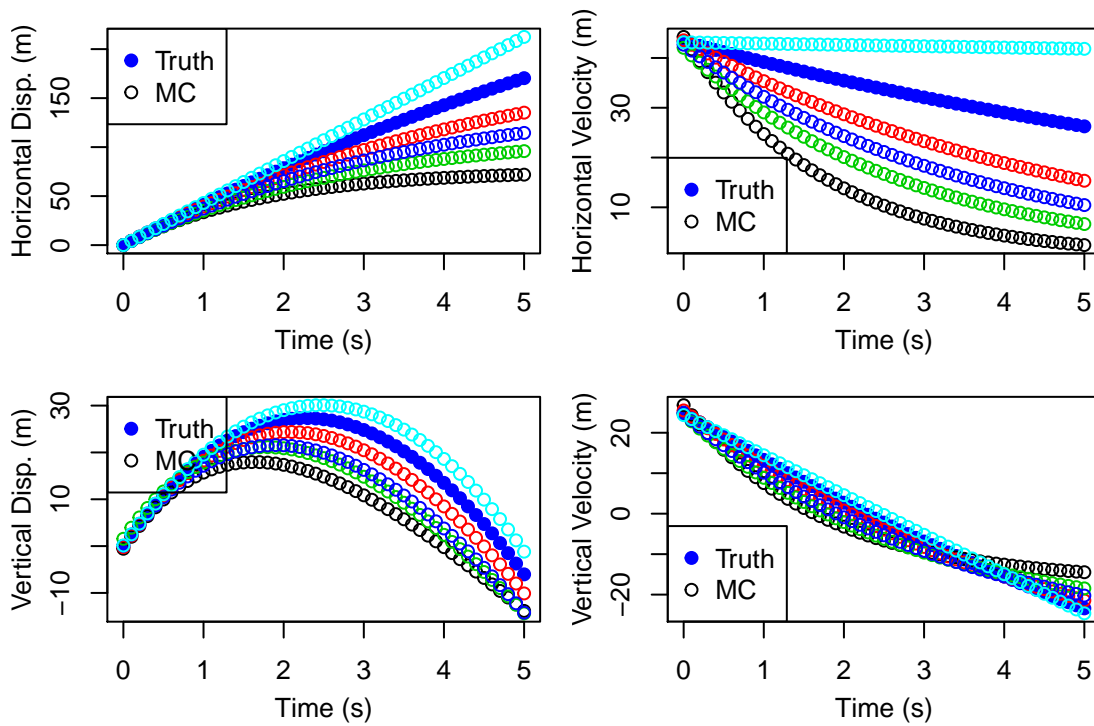 Horizontal Disp. (m)
150
50
0
Truth
MC
0 1 2 3 4 5
Time (s)
Horizontal Velocity (m)
30
10
Truth
MC
0 1 2 3 4 5
Time (s)
Vertical Disp. (m)
30
10
−10
Truth
MC
0 1 2 3 4 5
Time (s)
Vertical Velocity (m)
20
0
−20
Truth
MC
0 1 2 3 4 5
Time (s)